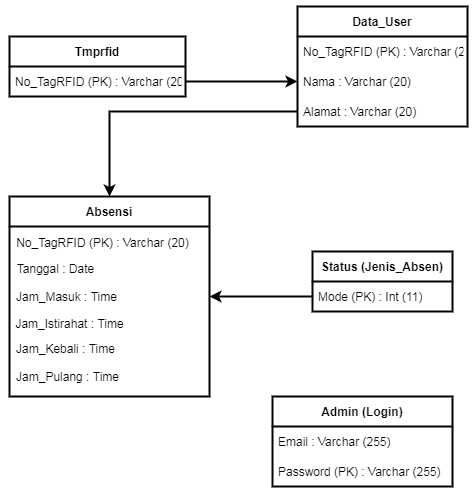 Data_User
No_TagRFID (PK) : Varchar (2
Nama : Varchar (20)
Alamat : Varchar (20)
Tmprfid
No_TagRFID (PK) : Varchar (20
Absensi
No_TagRFID (PK) : Varchar (20)
Tanggal : Date
Jam_Masuk : Time
Jam_Istirahat : Time
Jam_Kebali : Time
Jam_Pulang : Time
Status (Jenis_Absen)
Mode (PK) : Int (11)
Admin (Login)
Email : Varchar (255)
Password (PK) : Varchar (255)